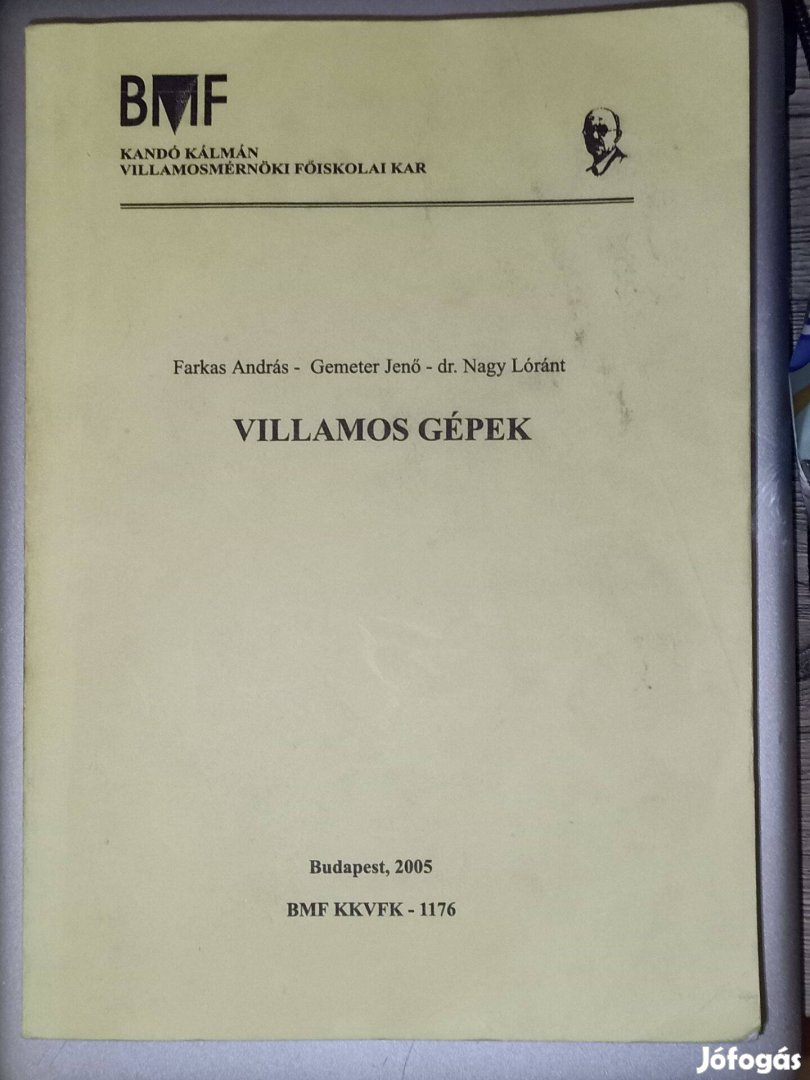 BMF
KANDÓ KÁLMÁN
VILLAMOSMÉRNÖKI FŐISKOLAI KAR
Farkas András - Gemeter Jenő - dr. Nagy Lóránt
VILLAMOS GÉPEK
Budapest, 2005
BMF KKVFK - 1176
Jófogás